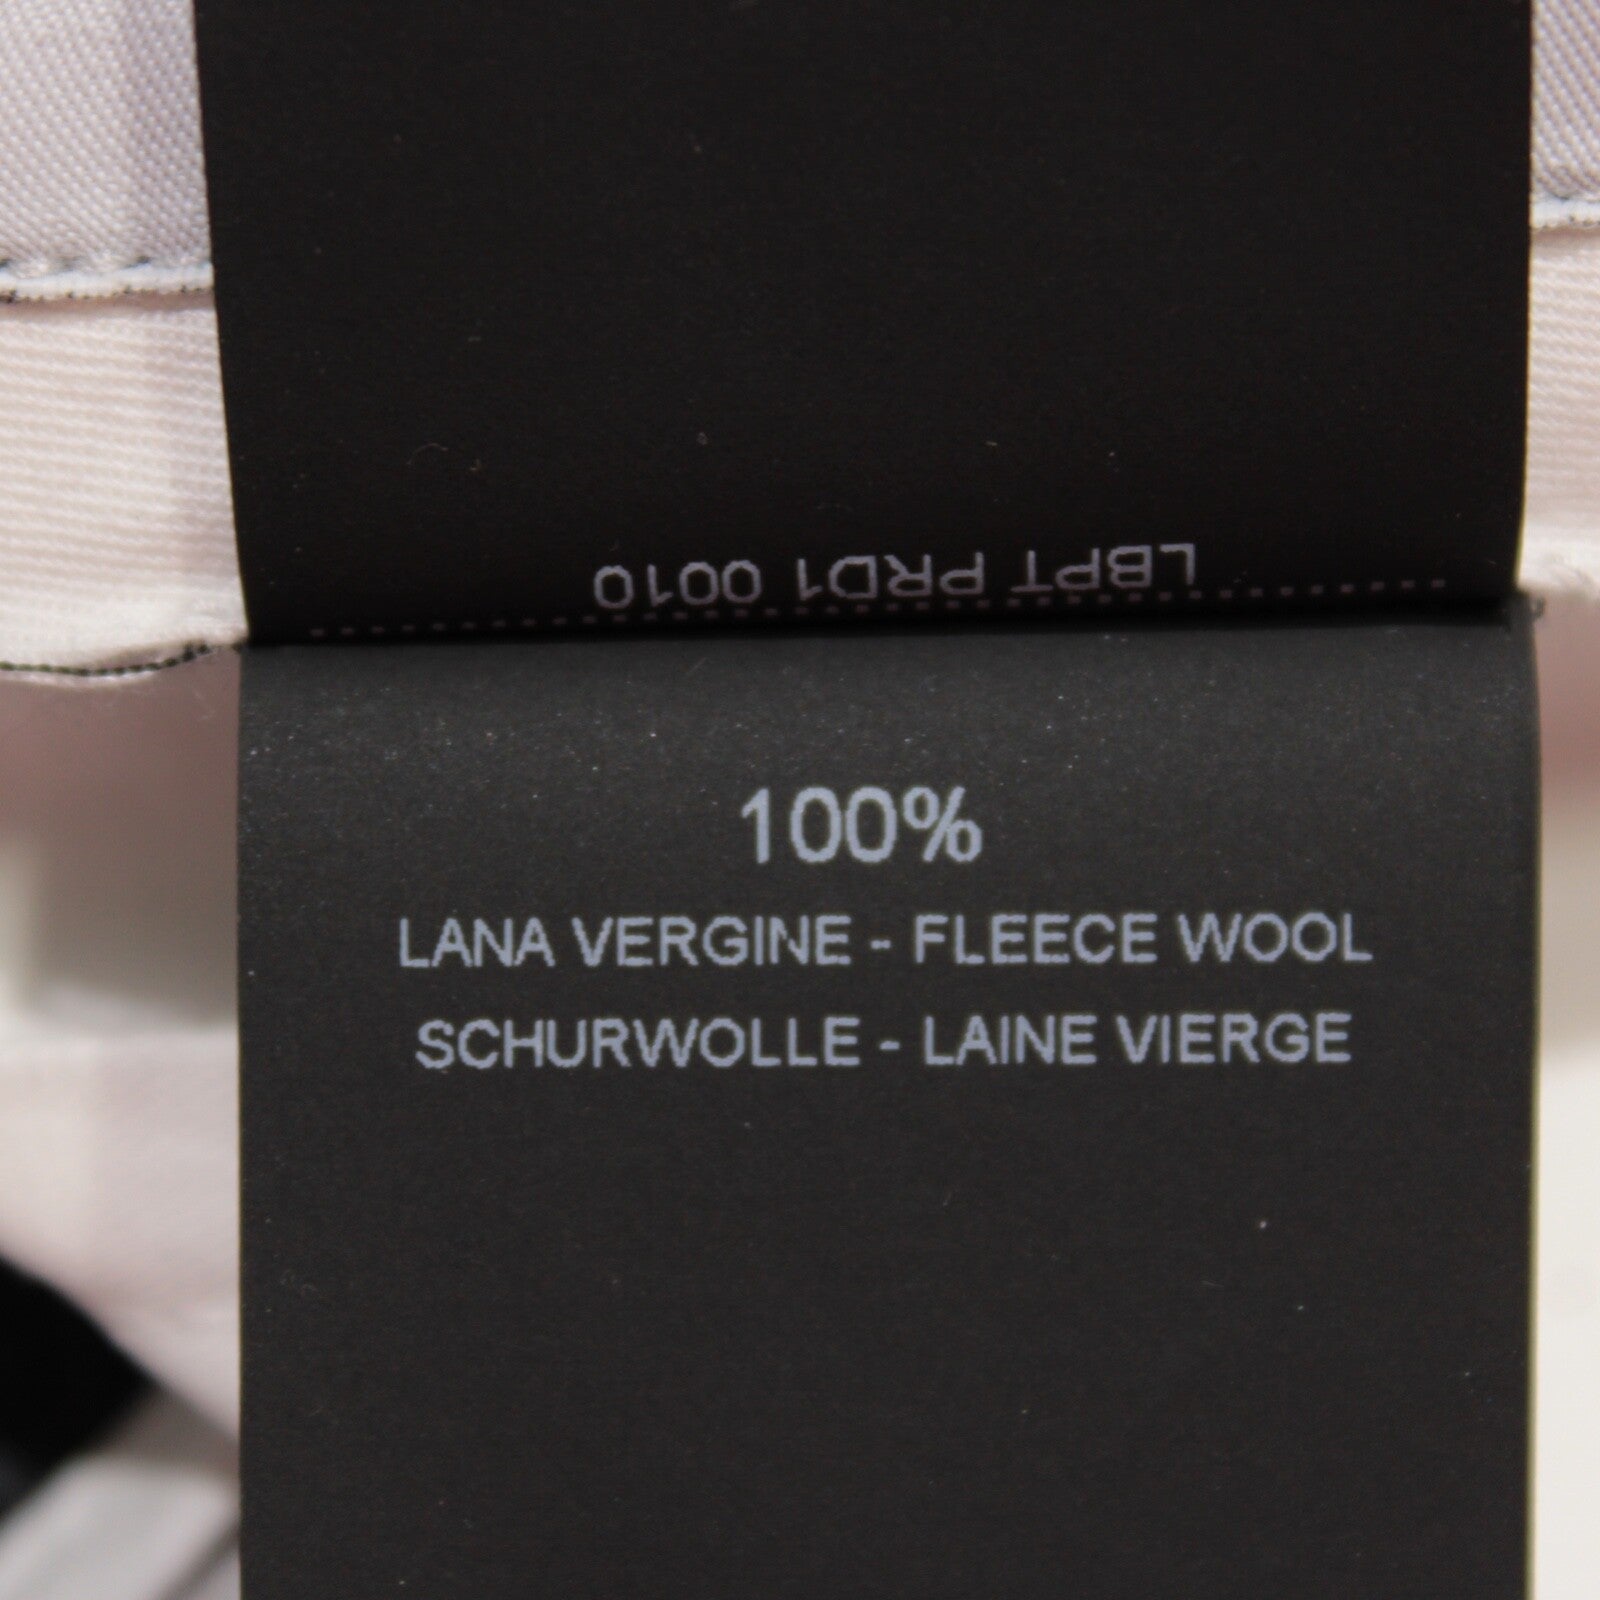 LBPT PRD1 0010
100%
LANA VERGINE - FLEECE WOOL
SCHURWOLLE - LAINE VIERGE